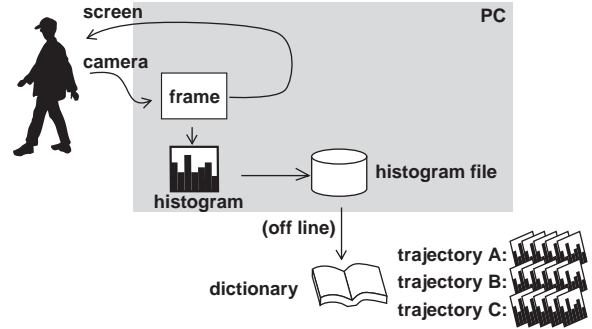 screen
PC
camera
frame
histogram
histogram file
(off line)
dictionary
trajectory A:
trajectory B:
trajectory C: